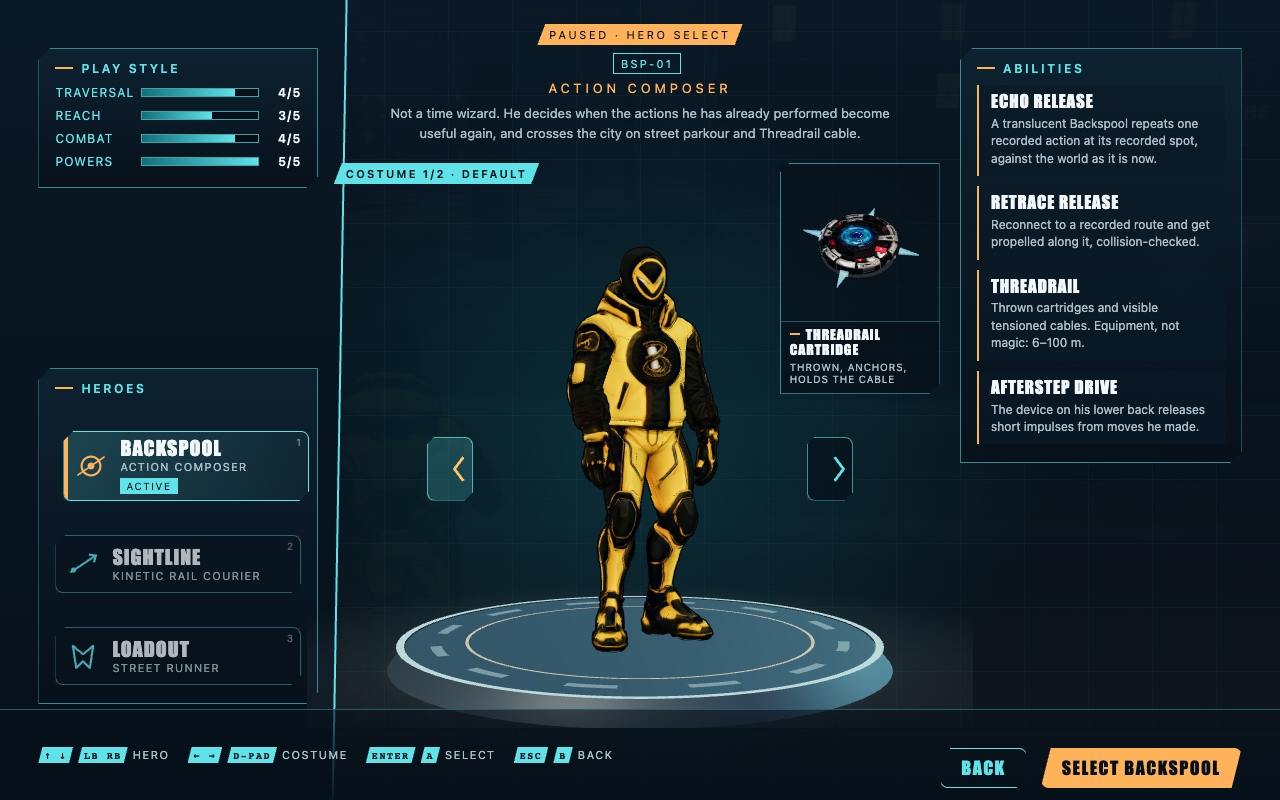 PAUSED · HERO SELECT
BSP-01
ACTION COMPOSER
Not a time wizard. He decides when the actions he has already performed become
useful again, and crosses the city on street parkour and Threadrail cable.
PLAY STYLE
TRAVERSAL 4/5
REACH 3/5
COMBAT 4/5
POWERS 5/5
COSTUME 1/2 · DEFAULT
THREADRAIL
CARTRIDGE
THROWN, ANCHORS,
HOLDS THE CABLE
ABILITIES
ECHO RELEASE
A translucent Backspool repeats one
recorded action at its recorded spot,
against the world as it is now.
RETRACE RELEASE
Reconnect to a recorded route and get
propelled along it, collision-checked.
THREADRAIL
Thrown cartridges and visible
tensioned cables. Equipment, not
magic: 6–100 m.
AFTERSTEP DRIVE
The device on his lower back releases
short impulses from moves he made.
HEROES
BACKSPOOL 1
ACTION COMPOSER
ACTIVE
SIGHTLINE 2
KINETIC RAIL COURIER
LOADOUT 3
STREET RUNNER
↑ ↓ LB RB HERO ← → D-PAD COSTUME ENTER A SELECT ESC B BACK
BACK
SELECT BACKSPOOL